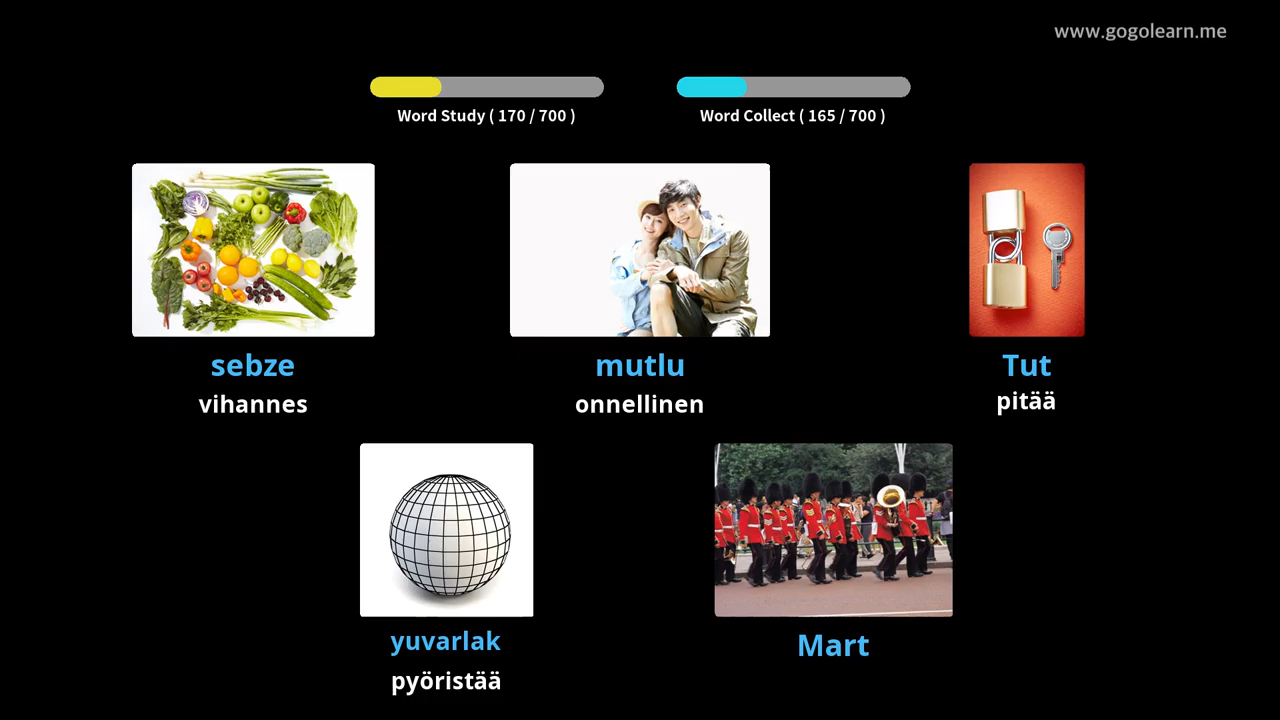 www.gogolearn.me
Word Study ( 170 / 700 )
Word Collect ( 165 / 700 )
sebze
vihannes
mutlu
onnellinen
Tut
pitää
yuvarlak
pyöristää
Mart